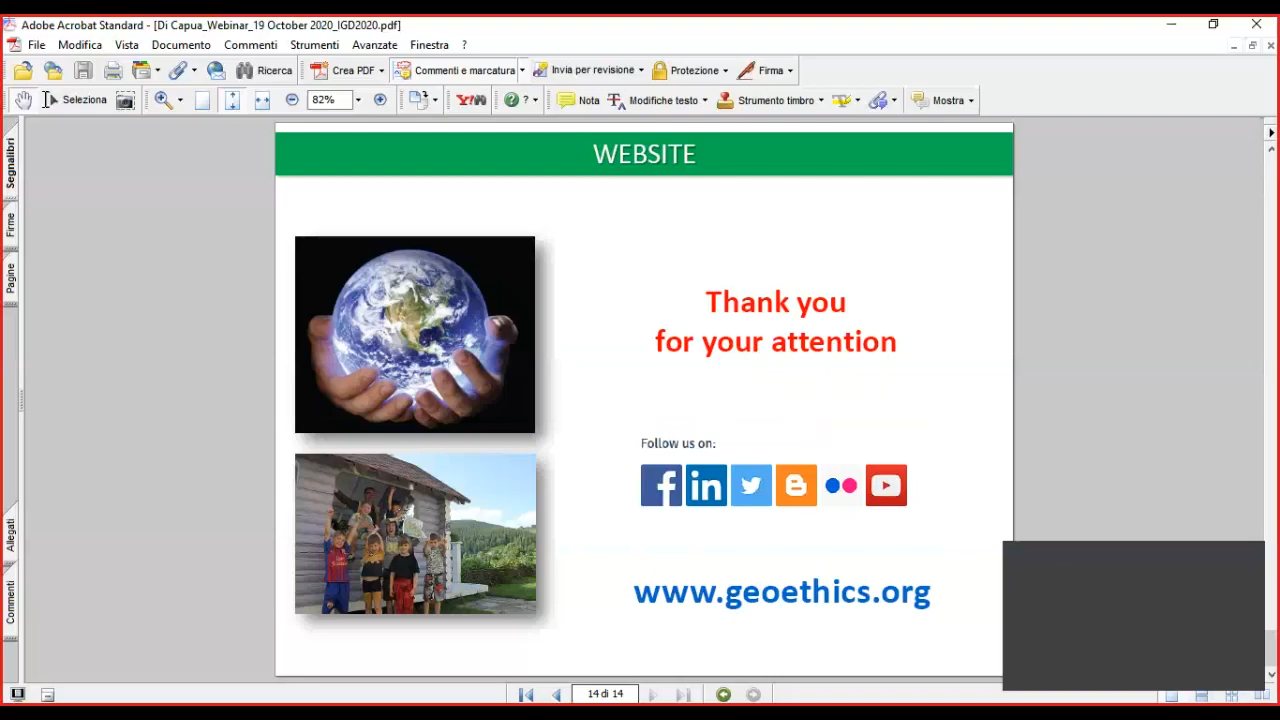 Adobe Acrobat Standard - [Di Capua_Webinar_19 October 2020_IGD2020.pdf]
File Modifica Vista Documento Commenti Strumenti Avanzate Finestra ?
Ricerca Crea PDF Commenti e marcatura Invia per revisione Protezione Firma
Seleziona 82% Y! ? Nota Modifiche testo Strumento timbro Mostra
Segnalibri
Firme
Pagine
Allegati
Commenti
WEBSITE
Thank you
for your attention
Follow us on:
f in B
www.geoethics.org
14 di 14